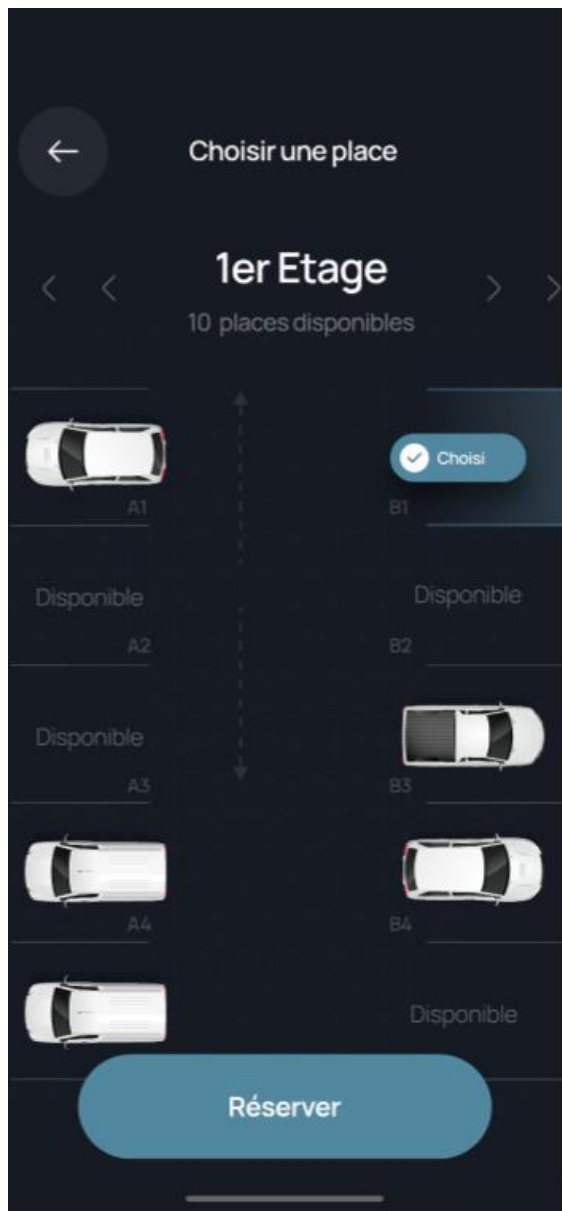 Choisir une place
1er Etage
10 places disponibles
Choisi
A1
B1
Disponible
Disponible
A2
B2
Disponible
A3
B3
A4
B4
Disponible
Réserver